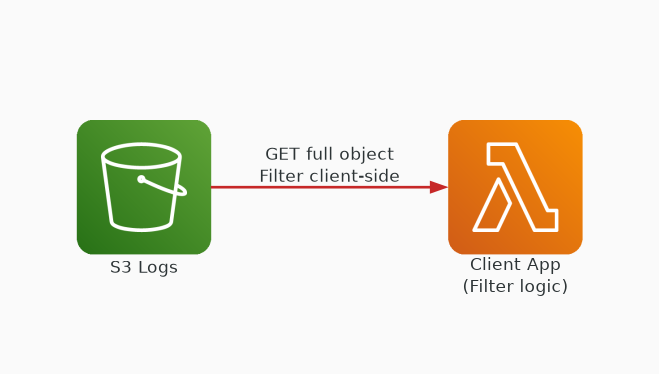 GET full object
Filter client-side
S3 Logs
Client App
(Filter logic)